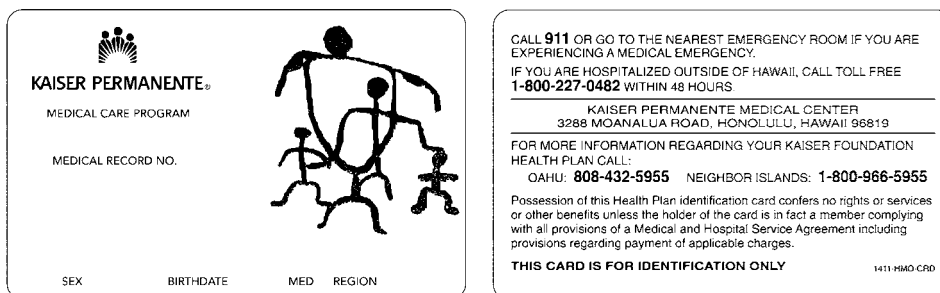 KAISER PERMANENTE®
MEDICAL CARE PROGRAM
MEDICAL RECORD NO.
SEX BIRTHDATE MED REGION
CALL 911 OR GO TO THE NEAREST EMERGENCY ROOM IF YOU ARE
EXPERIENCING A MEDICAL EMERGENCY.
IF YOU ARE HOSPITALIZED OUTSIDE OF HAWAII, CALL TOLL FREE
1-800-227-0482 WITHIN 48 HOURS.
KAISER PERMANENTE MEDICAL CENTER
3288 MOANALUA ROAD, HONOLULU, HAWAII 96819
FOR MORE INFORMATION REGARDING YOUR KAISER FOUNDATION
HEALTH PLAN CALL:
OAHU: 808-432-5955 NEIGHBOR ISLANDS: 1-800-966-5955
Possession of this Health Plan identification card confers no rights or services
or other benefits unless the holder of the card is in fact a member complying
with all provisions of a Medical and Hospital Service Agreement including
provisions regarding payment of applicable charges.
THIS CARD IS FOR IDENTIFICATION ONLY 1411-HMO-CRD